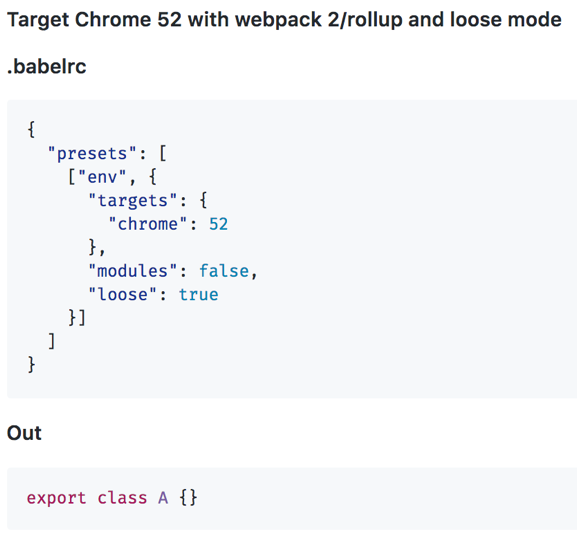 Target Chrome 52 with webpack 2/rollup and loose mode
.babelrc
{
  "presets": [
    ["env", {
      "targets": {
        "chrome": 52
      },
      "modules": false,
      "loose": true
    }]
  ]
}
Out
export class A {}